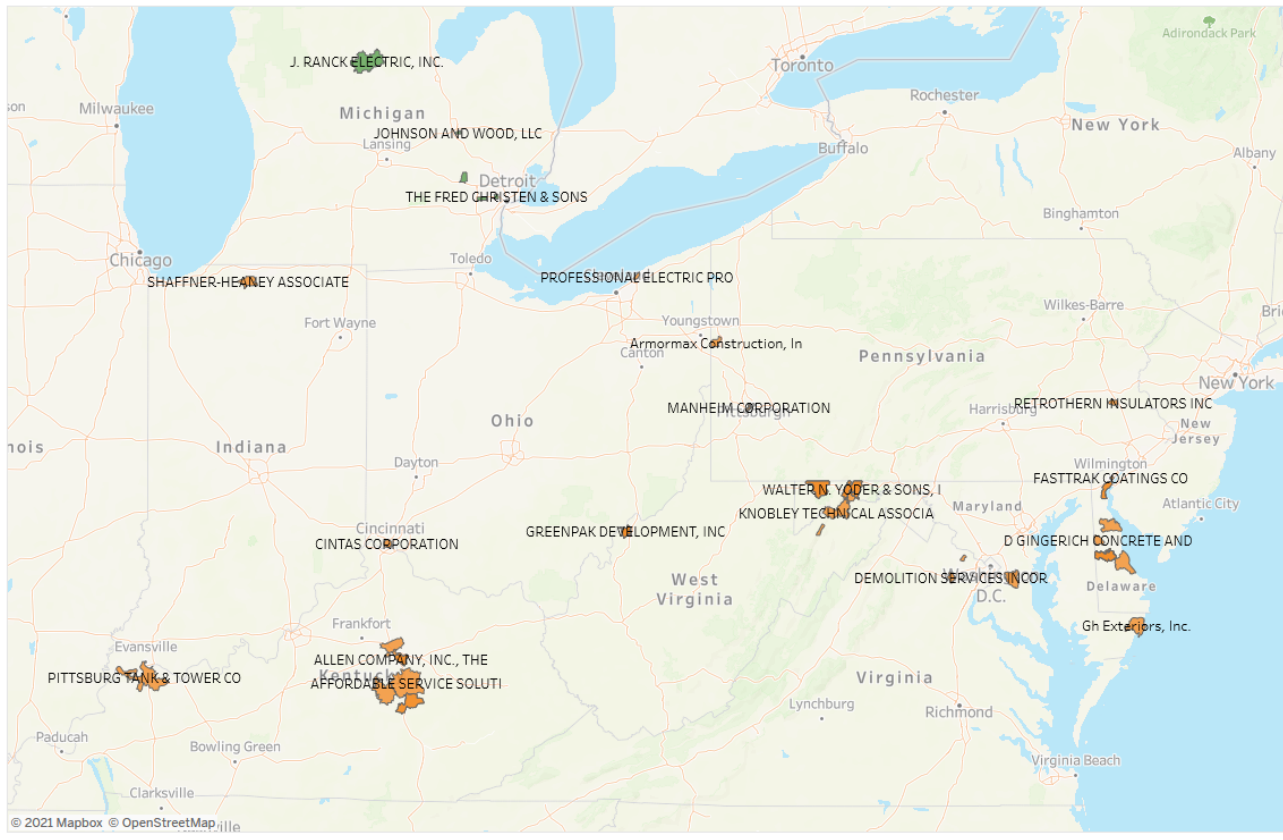 Adirondack Park
J. RANCK ELECTRIC, INC.
Toronto
Rochester
Milwaukee
Michigan
New York
JOHNSON AND WOOD, LLC
Lansing
Buffalo
Albany
Detroit
THE FRED CHRISTEN & SONS
Binghamton
Chicago
Toledo
SHAFFNER-HEANEY ASSOCIATE
PROFESSIONAL ELECTRIC PRO
Wilkes-Barre
Fort Wayne
Youngstown
Armormax Construction, In
Canton
Pennsylvania
New York
MANHEIM CORPORATION
Pittsburgh
RETROTHERN INSULATORS INC
Harrisburg
Ohio
New
Jersey
Indiana
Dayton
Wilmington
FASTTRAK COATINGS CO
WALTER N. YODER & SONS, I
Maryland
Atlantic City
KNOBLEY TECHNICAL ASSOCIA
Cincinnati
GREENPAK DEVELOPMENT, INC
CINTAS CORPORATION
D GINGERICH CONCRETE AND
West
Virginia
DEMOLITION SERVICES INCOR
Washington
D.C.
Delaware
Frankfort
Gh Exteriors, Inc.
Evansville
ALLEN COMPANY, INC., THE
Kentucky
PITTSBURG TANK & TOWER CO
AFFORDABLE SERVICE SOLUTI
Virginia
Lynchburg
Richmond
Paducah
Bowling Green
Virginia Beach
Clarksville
© 2021 Mapbox © OpenStreetMap